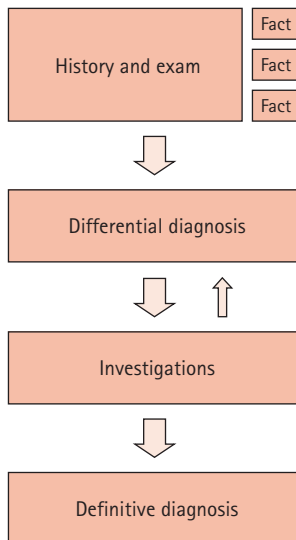 History and exam
Fact
Fact
Fact
Differential diagnosis
Investigations
Definitive diagnosis